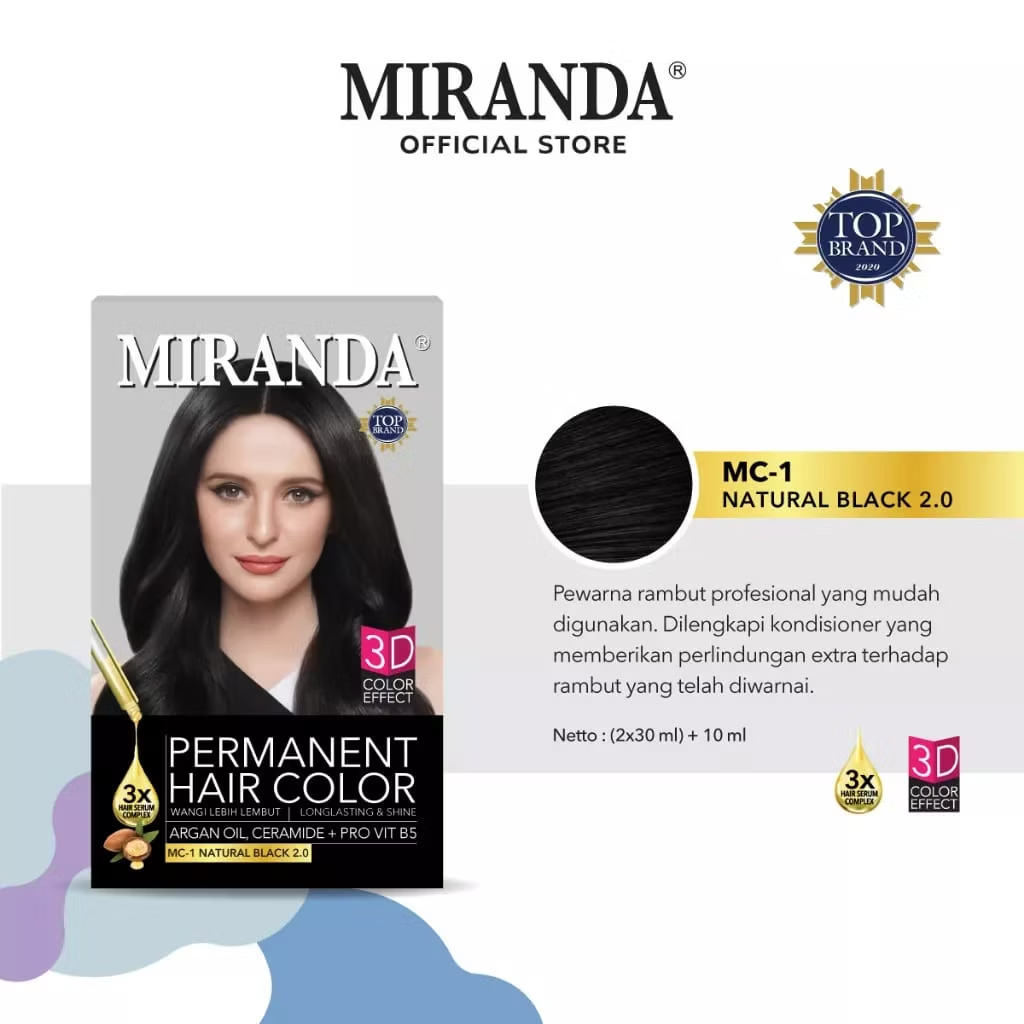 MIRANDA®
OFFICIAL STORE
TOP
BRAND
2020
MIRANDA®
TOP
BRAND
3D
COLOR
EFFECT
PERMANENT
HAIR COLOR
WANGI LEBIH LEMBUT | LONGLASTING & SHINE
ARGAN OIL, CERAMIDE + PRO VIT B5
MC-1 NATURAL BLACK 2.0
3x
HAIR SERUM
COMPLEX
MC-1
NATURAL BLACK 2.0
Pewarna rambut profesional yang mudah
digunakan. Dilengkapi kondisioner yang
memberikan perlindungan extra terhadap
rambut yang telah diwarnai.
Netto : (2x30 ml) + 10 ml
3x
HAIR SERUM
COMPLEX
3D
COLOR
EFFECT